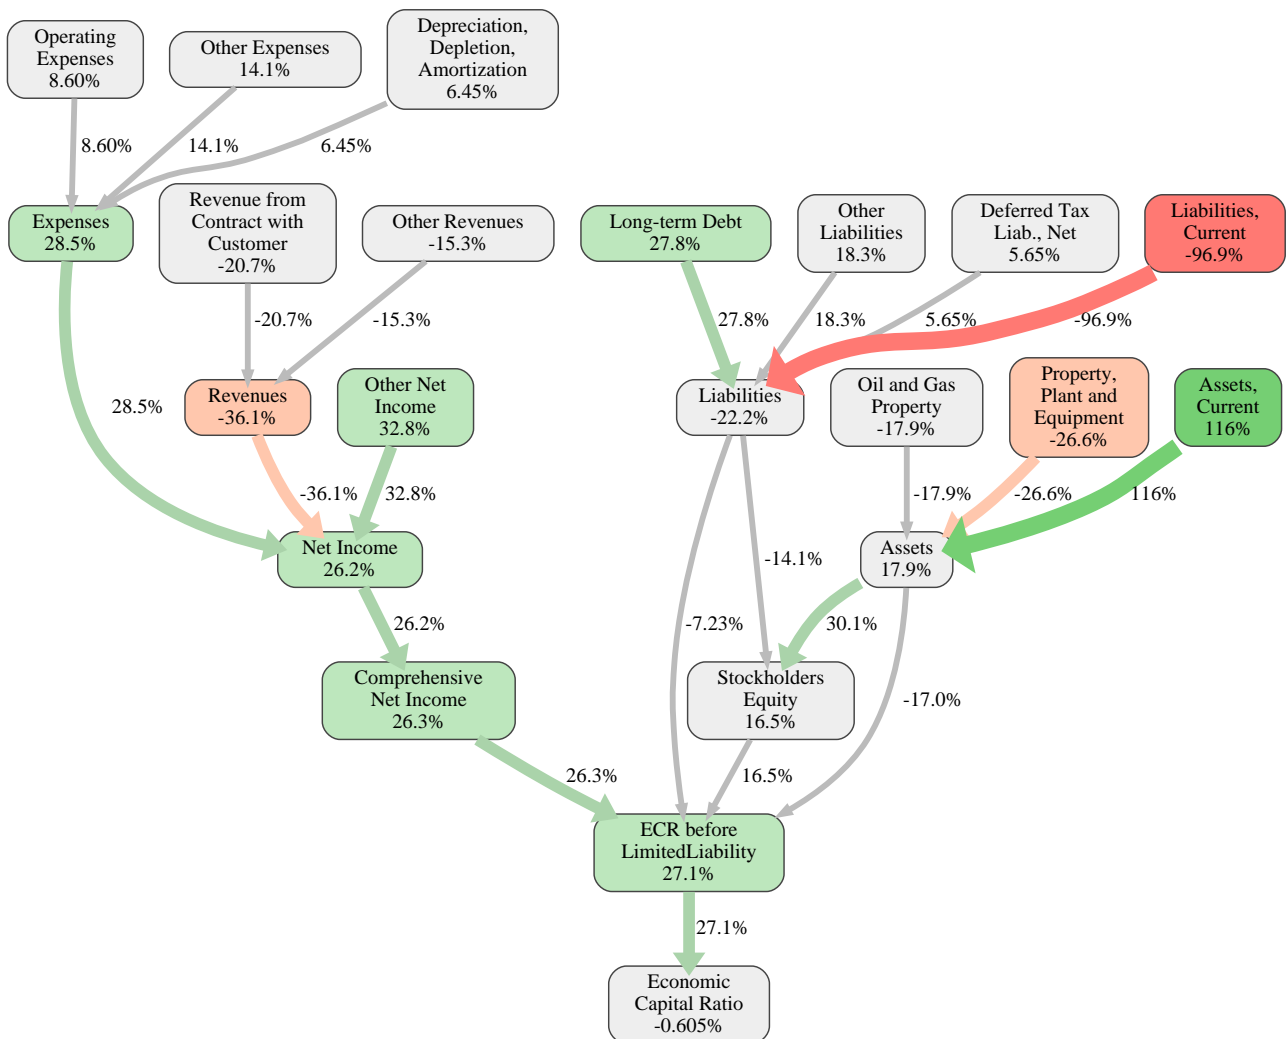 Operating
Expenses
8.60%
Other Expenses
14.1%
Depreciation,
Depletion,
Amortization
6.45%
8.60%
14.1%
6.45%
Expenses
28.5%
Revenue from
Contract with
Customer
-20.7%
Other Revenues
-15.3%
Long-term Debt
27.8%
Other
Liabilities
18.3%
Deferred Tax
Liab., Net
5.65%
Liabilities,
Current
-96.9%
-20.7%
-15.3%
27.8%
18.3%
5.65%
-96.9%
28.5%
Revenues
-36.1%
Other Net
Income
32.8%
Liabilities
-22.2%
Oil and Gas
Property
-17.9%
Property,
Plant and
Equipment
-26.6%
Assets,
Current
116%
-36.1%
32.8%
-17.9%
-26.6%
116%
Net Income
26.2%
-14.1%
Assets
17.9%
26.2%
-7.23%
30.1%
Comprehensive
Net Income
26.3%
Stockholders
Equity
16.5%
-17.0%
26.3%
16.5%
ECR before
LimitedLiability
27.1%
27.1%
Economic
Capital Ratio
-0.605%